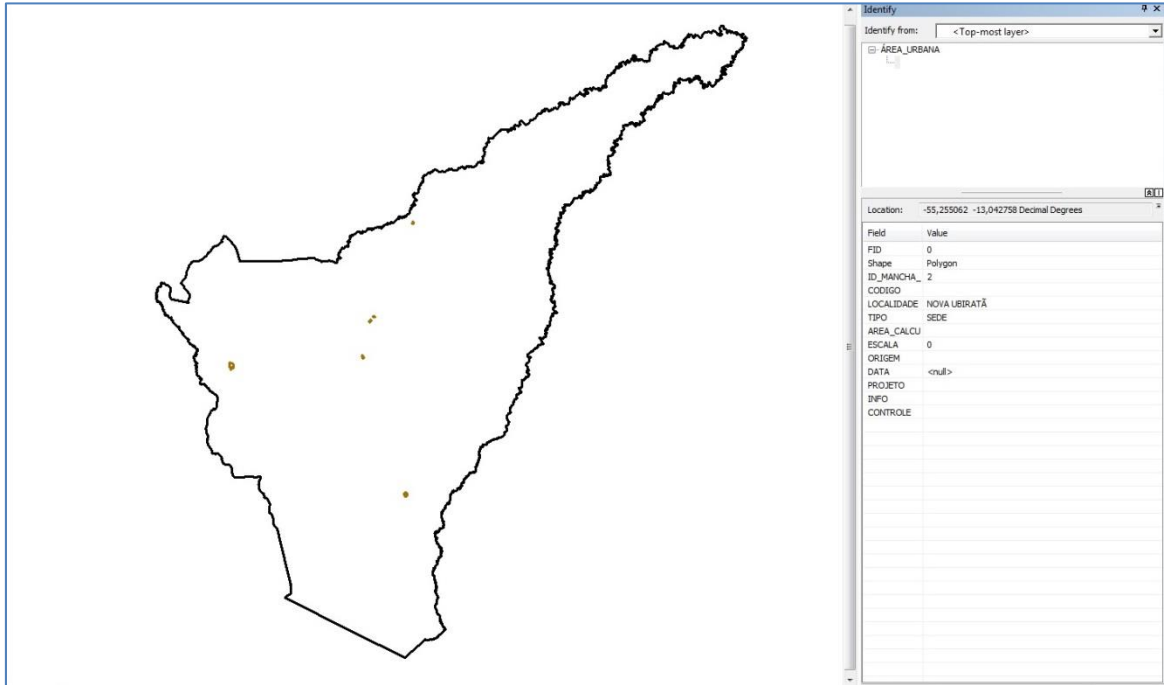 Identify
Identify from: <Top-most layer>
ÁREA_URBANA
Location: -55,255062 -13,042758 Decimal Degrees
Field Value
FID 0
Shape Polygon
ID_MANCHA_ 2
CODIGO
LOCALIDADE NOVA UBIRATÃ
TIPO SEDE
AREA_CALCU
ESCALA 0
ORIGEM
DATA <null>
PROJETO
INFO
CONTROLE